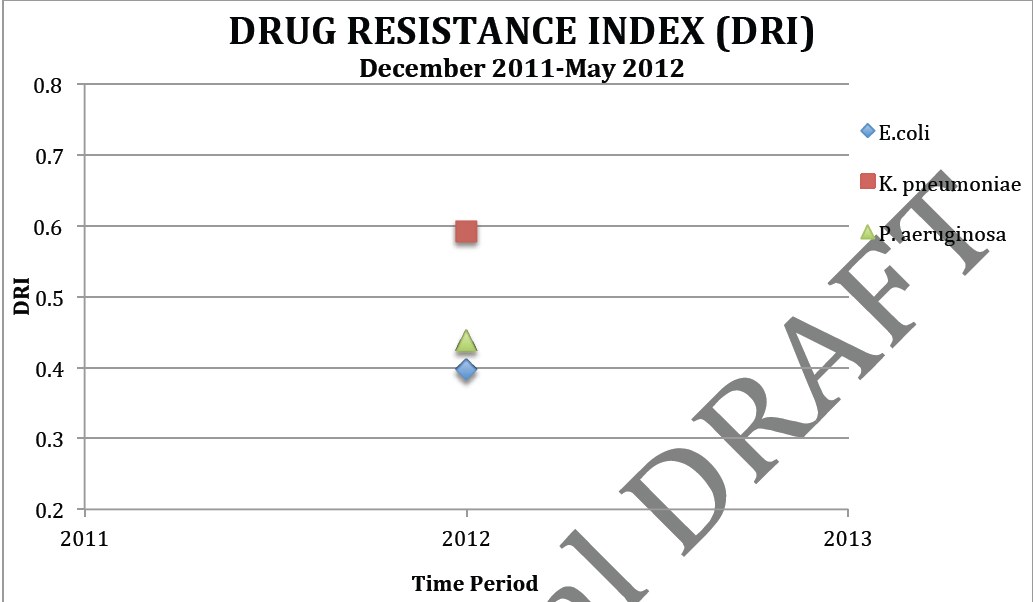 DRUG RESISTANCE INDEX (DRI)
December 2011-May 2012
0.8
0.7
0.6
0.5
0.4
0.3
0.2
DRI
2011
2012
2013
Time Period
E.coli
K. pneumoniae
P. aeruginosa
DRAFT